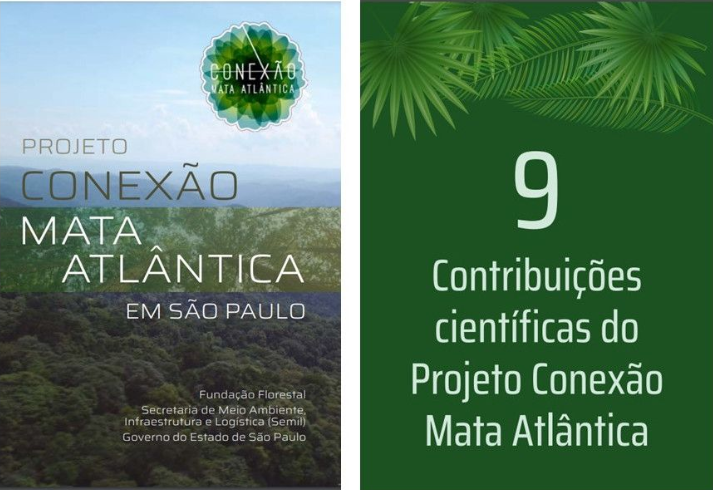 CONEXÃO
MATA ATLÂNTICA
PROJETO
CONEXÃO
MATA
ATLÂNTICA
EM SÃO PAULO
Fundação Florestal
Secretaria de Meio Ambiente,
Infraestrutura e Logística (Semil)
Governo do Estado de São Paulo
9
Contribuições
científicas do
Projeto Conexão
Mata Atlântica